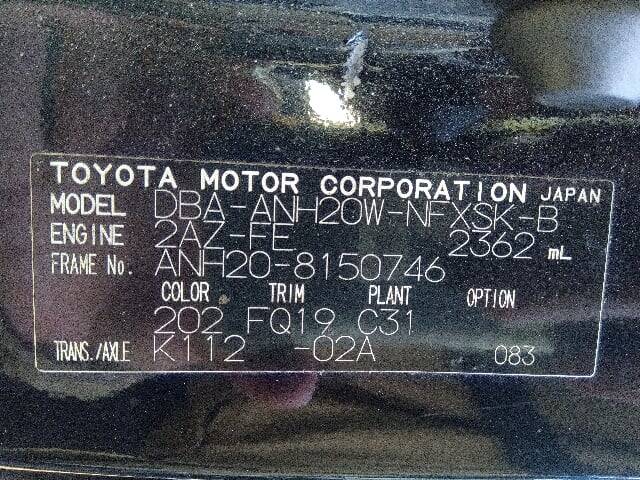 TOYOTA MOTOR CORPORATION JAPAN
MODEL DBA-ANH20W-NFXSK-B
ENGINE 2AZ-FE 2362 mL
FRAME No. ANH20-8150746
COLOR TRIM PLANT OPTION
202 FQ19 C31
TRANS./AXLE K112 -02A 083